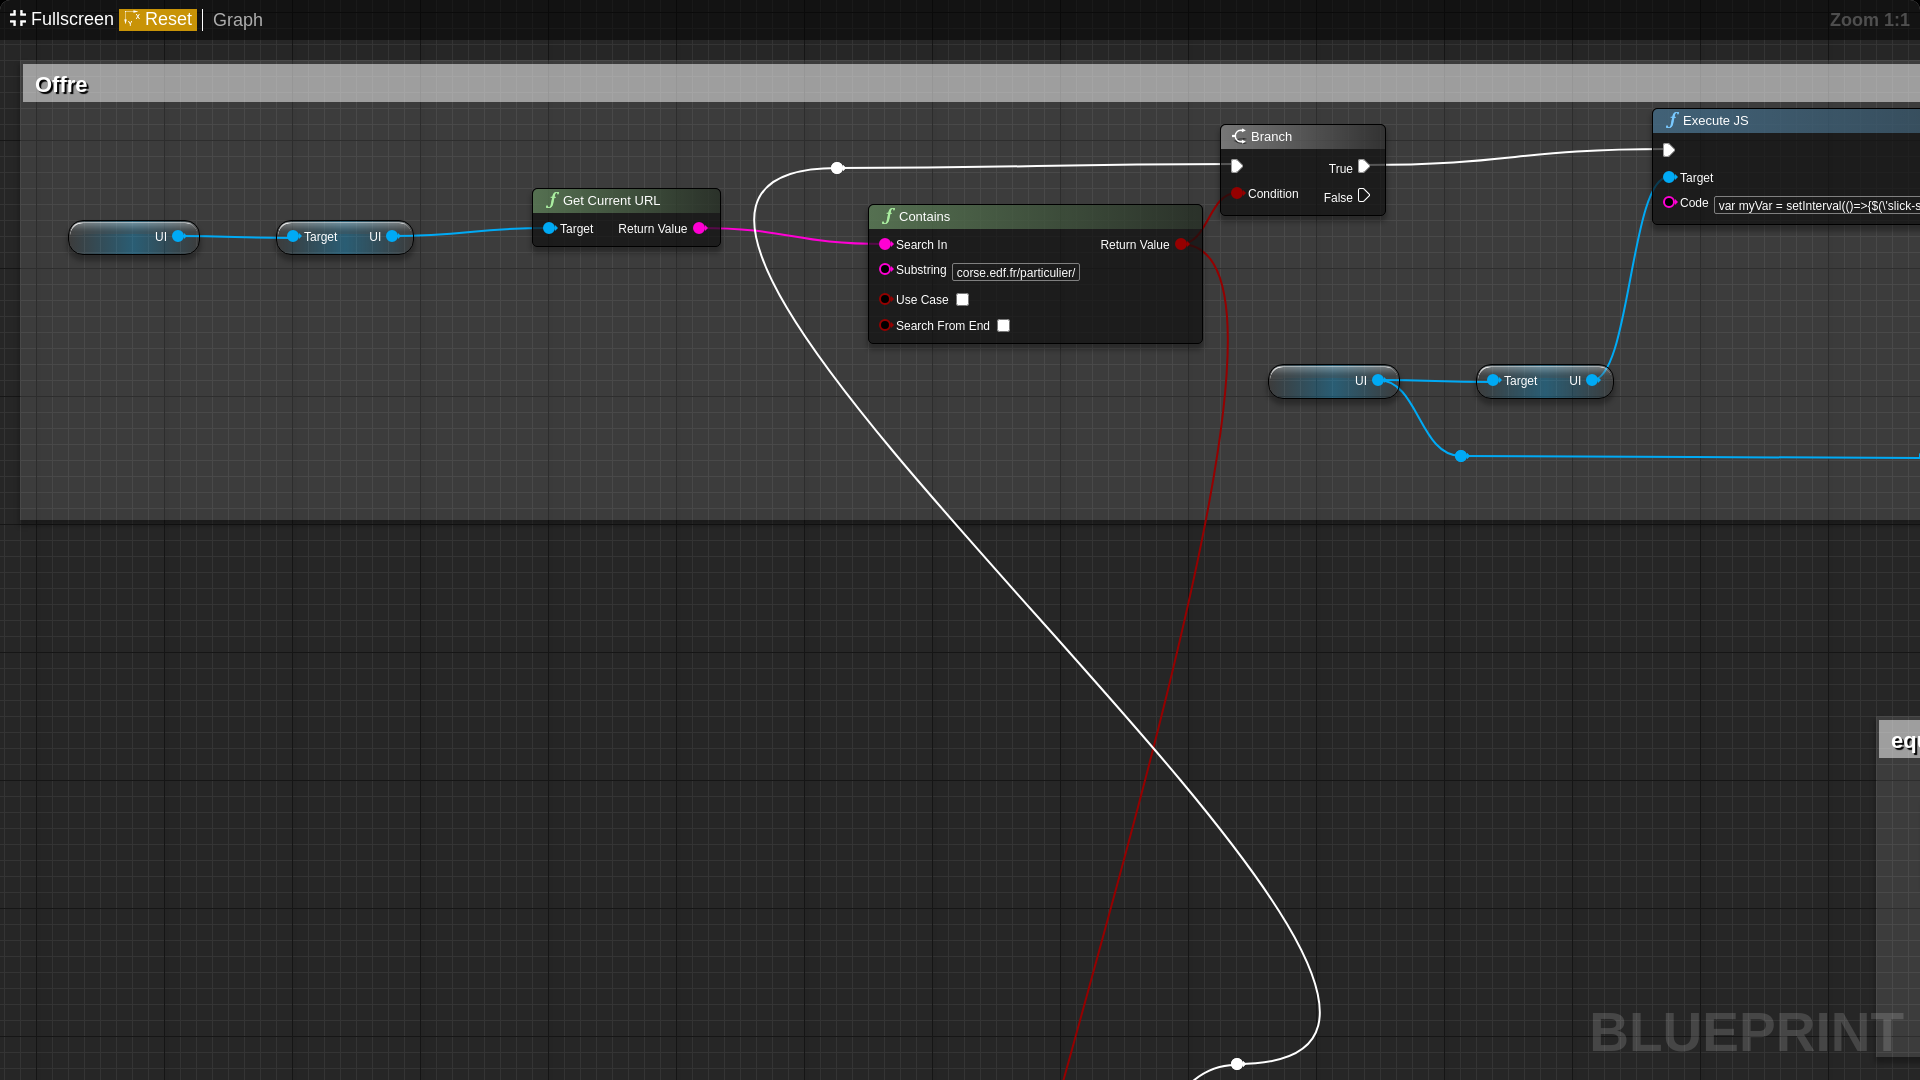 Fullscreen Reset Graph Zoom 1:1
Offre
Branch
True
Condition
False
Execute JS
Target
Code var myVar = setInterval(()=>{$(\'slick-s
Get Current URL
Target Return Value
UI
Target UI
Contains
Search In Return Value
Substring corse.edf.fr/particulier/
Use Case
Search From End
UI
Target UI
equ
BLUEPRINT